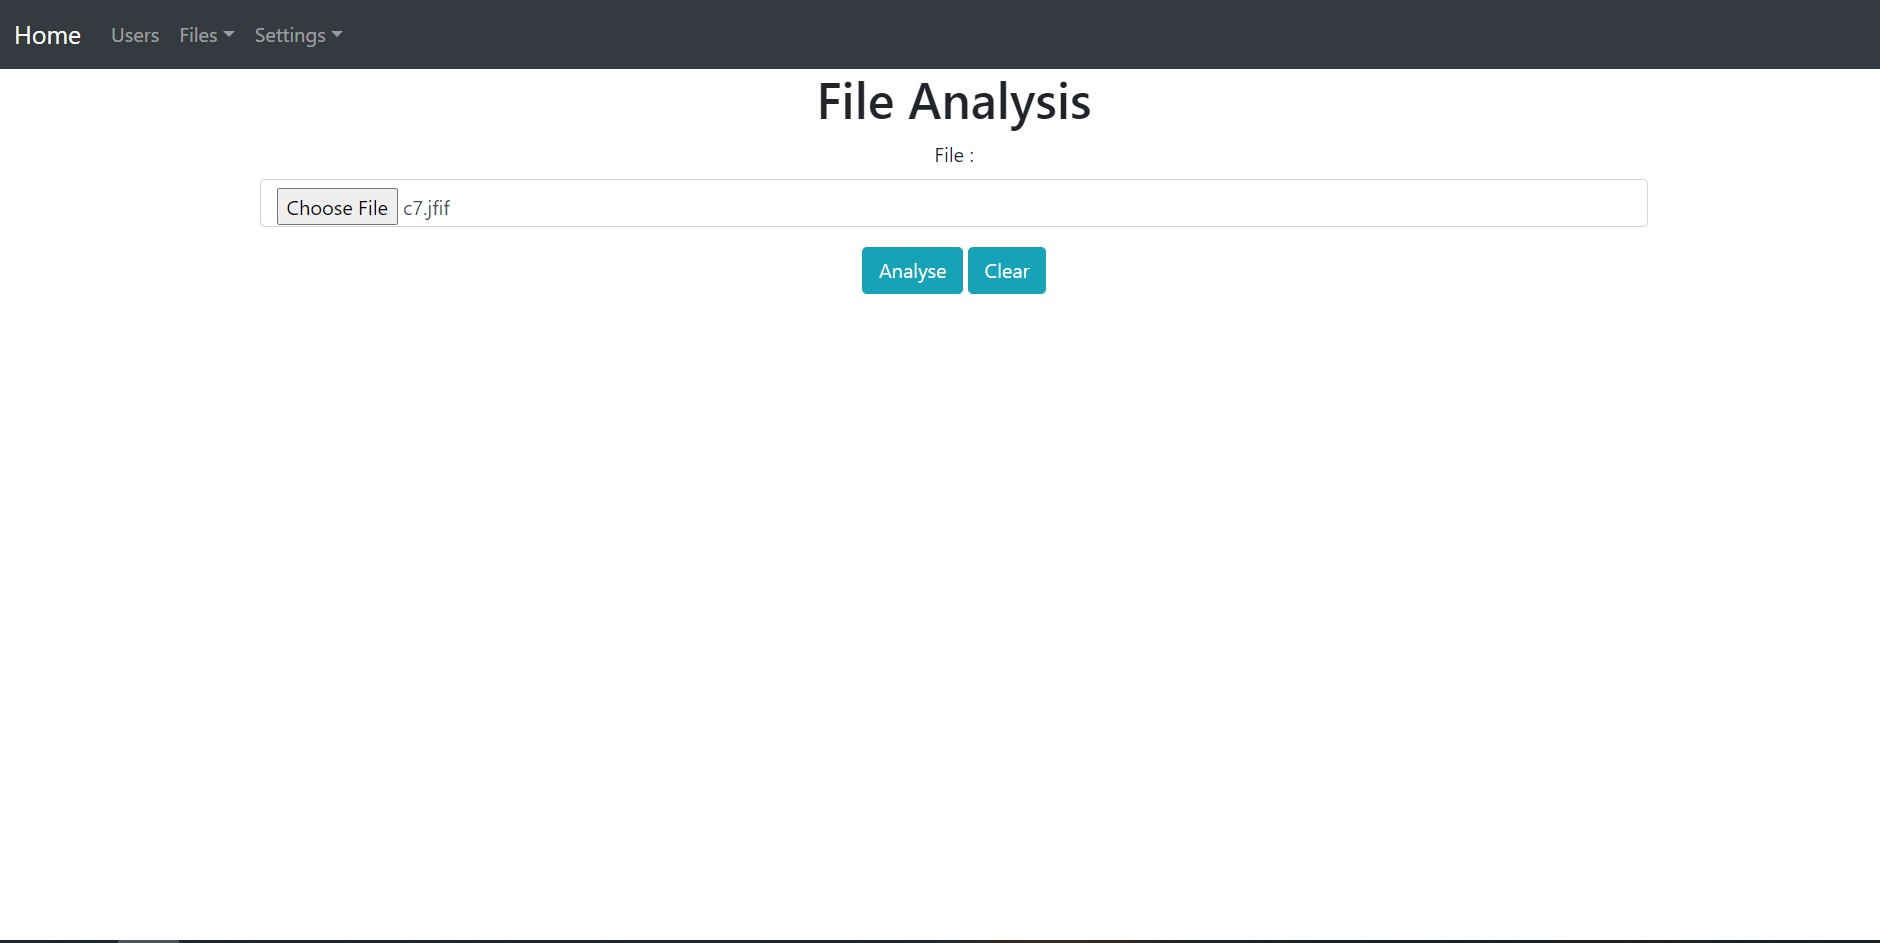 Home Users Files Settings
File Analysis
File :
Choose File c7.jfif
Analyse Clear